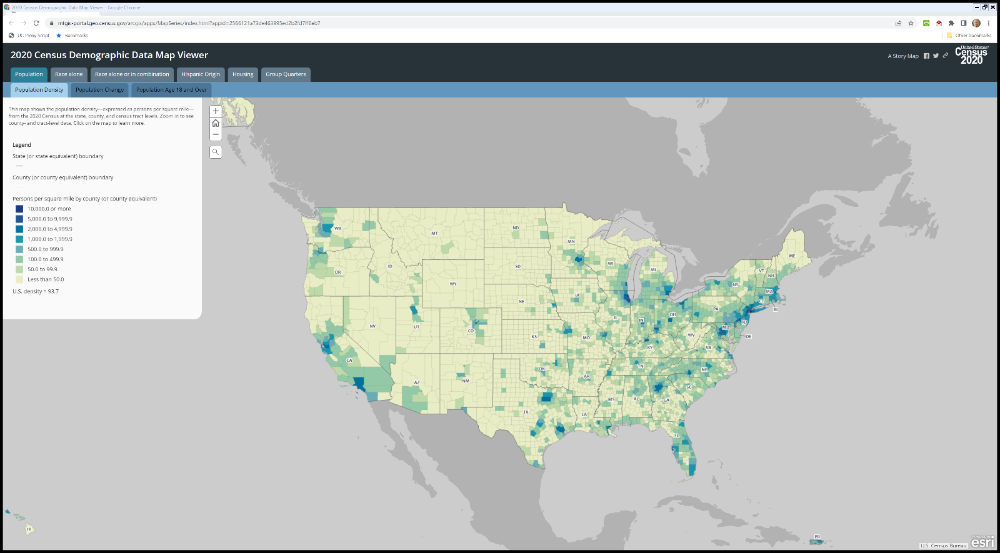 2020 Census Demographic Data Map Viewer - Google Chrome
mtgis-portal.geo.census.gov/arcgis/apps/MapSeries/index.html?appid=2566121a73de463995ed2b2fd7ff6eb7
UC Proxy Script
Bookmarks
Other bookmarks
2020 Census Demographic Data Map Viewer
A Story Map
United States®
Census
2020
Population
Race alone
Race alone or in combination
Hispanic Origin
Housing
Group Quarters
Population Density
Population Change
Population Age 18 and Over
This map shows the population density—expressed as persons per square mile—
from the 2020 Census at the state, county, and census tract levels. Zoom in to see
county- and tract-level data. Click on the map to learn more.
Legend
State (or state equivalent) boundary
County (or county equivalent) boundary
Persons per square mile by county (or county equivalent)
10,000.0 or more
5,000.0 to 9,999.9
2,000.0 to 4,999.9
1,000.0 to 1,999.9
500.0 to 999.9
100.0 to 499.9
50.0 to 99.9
Less than 50.0
U.S. density = 93.7
WA
MT
ND
MN
ME
OR
ID
SD
WI
MI
VT
NH
WY
NY
MA
IA
NE
CT
RI
PA
NV
UT
CO
IL
IN
OH
NJ
MD
DE
KS
MO
WV
KY
VA
CA
AZ
NM
OK
AR
TN
NC
SC
MS
AL
GA
TX
LA
FL
HI
PR
U.S. Census Bureau
POWERED BY
esri